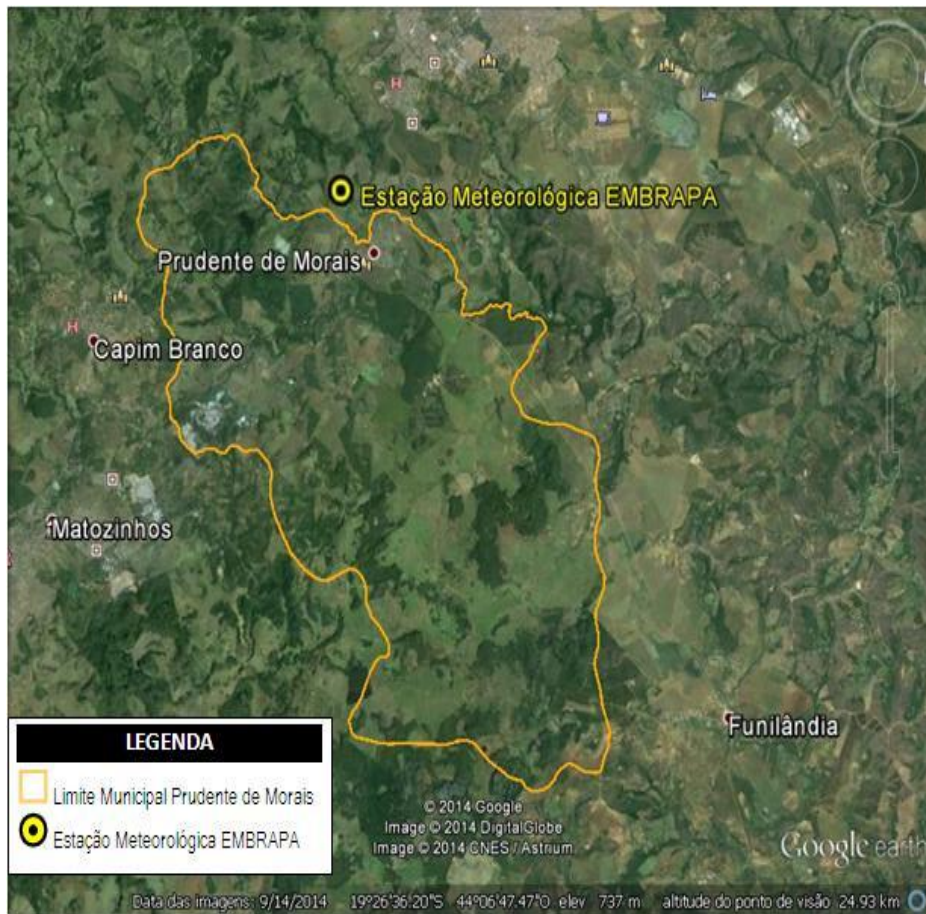 Estação Meteorológica EMBRAPA
Prudente de Morais
Capim Branco
Matozinhos
Funilândia
LEGENDA
Limite Municipal Prudente de Morais
Estação Meteorológica EMBRAPA
© 2014 Google
Image © 2014 DigitalGlobe
Image © 2014 CNES / Astrium
Google earth
Data das imagens: 9/14/2014 19°26'36.20"S 44°06'47.47"O elev 737 m altitude do ponto de visão 24.93 km